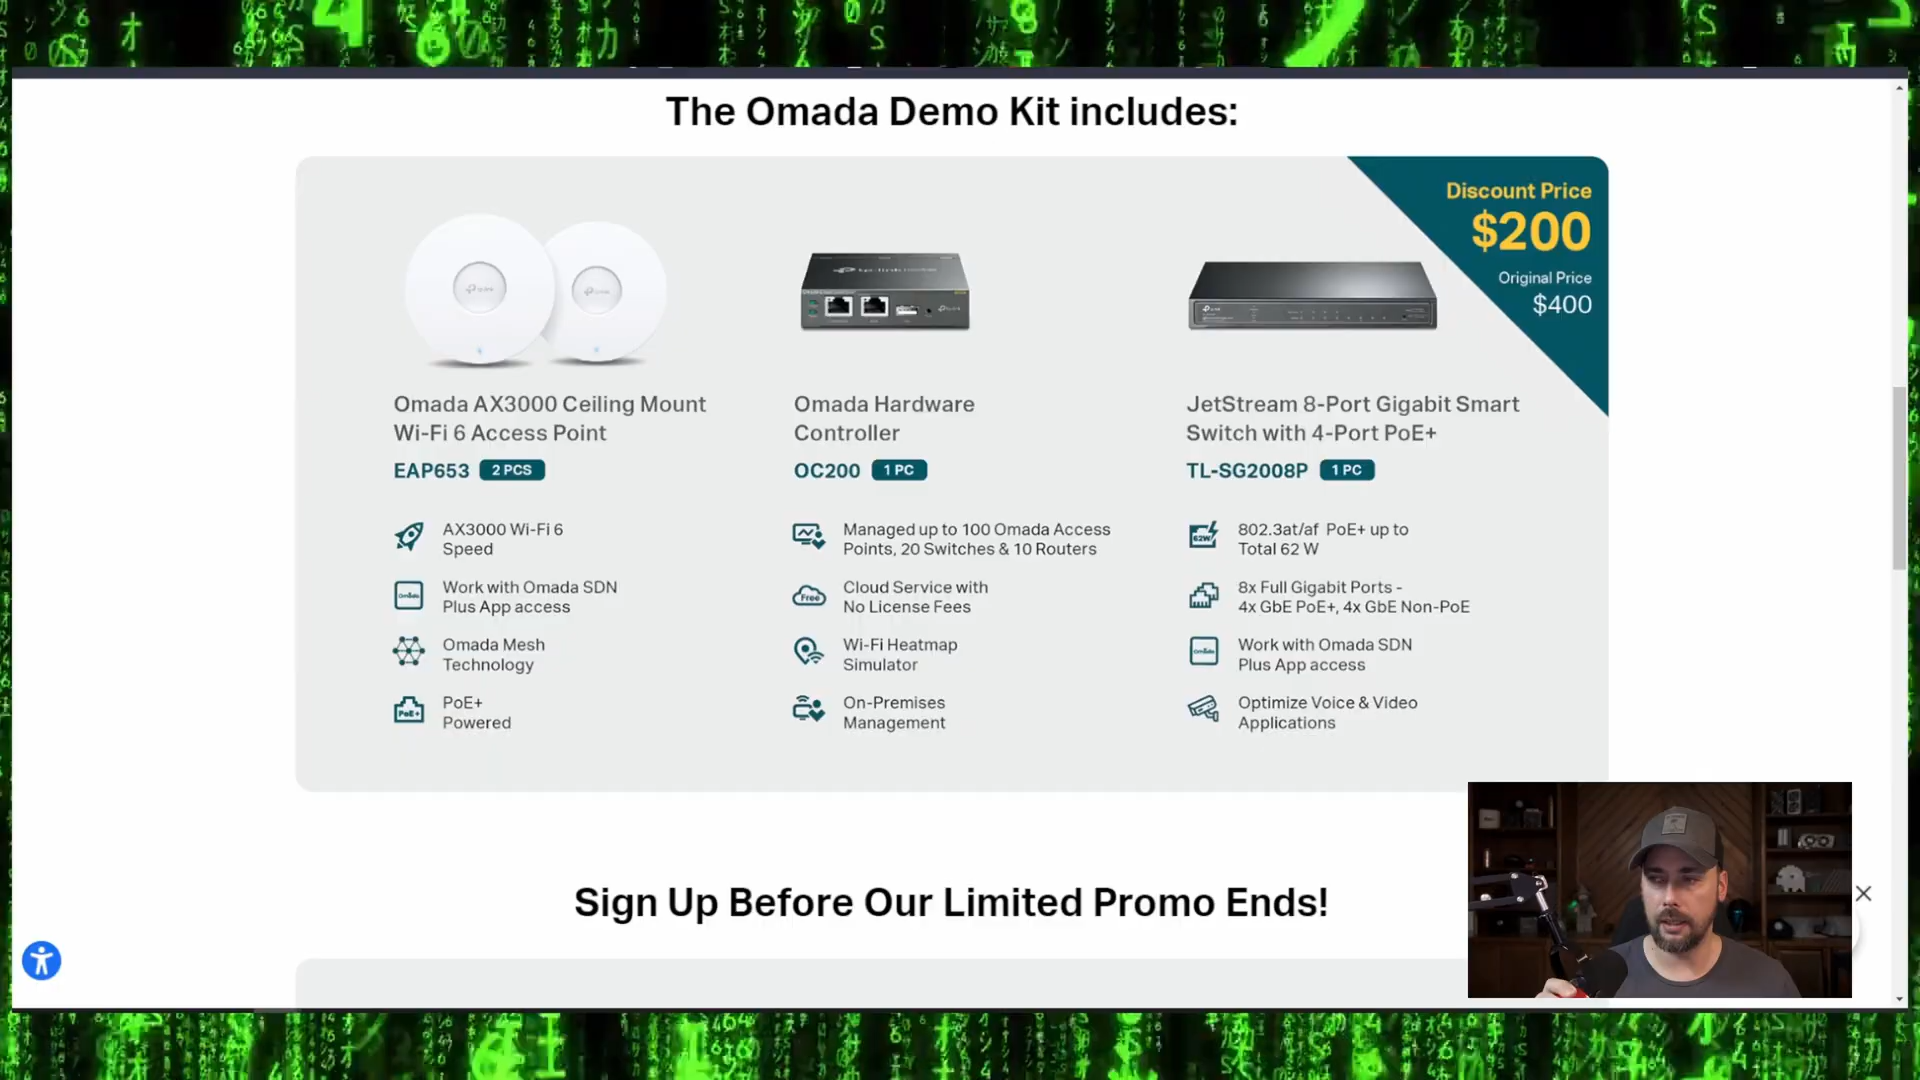 The Omada Demo Kit includes:
Discount Price
$200
Original Price
$400
Omada AX3000 Ceiling Mount
Wi-Fi 6 Access Point
EAP653 2 PCS
AX3000 Wi-Fi 6
Speed
Work with Omada SDN
Plus App access
Omada Mesh
Technology
PoE+
PoE+
Powered
Omada Hardware
Controller
OC200 1 PC
Managed up to 100 Omada Access
Points, 20 Switches & 10 Routers
Free
Cloud Service with
No License Fees
Wi-Fi Heatmap
Simulator
On-Premises
Management
JetStream 8-Port Gigabit Smart
Switch with 4-Port PoE+
TL-SG2008P 1 PC
62W
802.3at/af PoE+ up to
Total 62 W
8x Full Gigabit Ports -
4x GbE PoE+, 4x GbE Non-PoE
Work with Omada SDN
Plus App access
Optimize Voice & Video
Applications
Sign Up Before Our Limited Promo Ends!